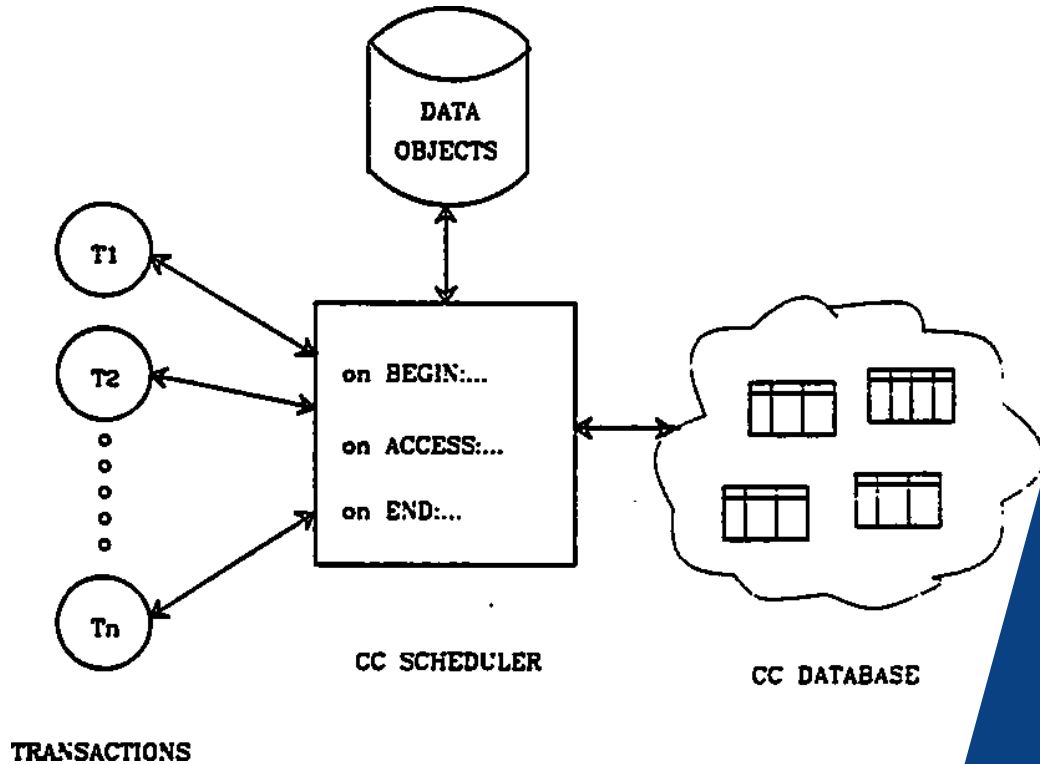 DATA
OBJECTS
T1
T2
Tn
on BEGIN:...
on ACCESS:...
on END:...
CC SCHEDULER
CC DATABASE
TRANSACTIONS